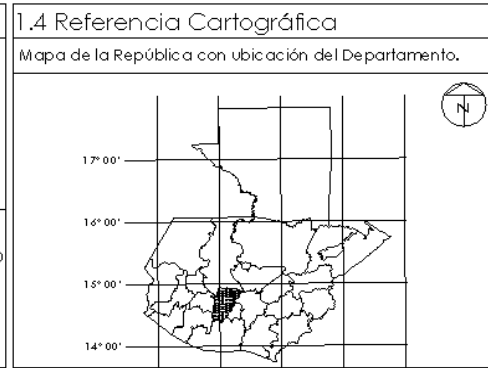 1.4 Referencia Cartográfica
Mapa de la República con ubicación del Departamento.
N
17° 00'
16° 00'
15° 00'
14° 00'